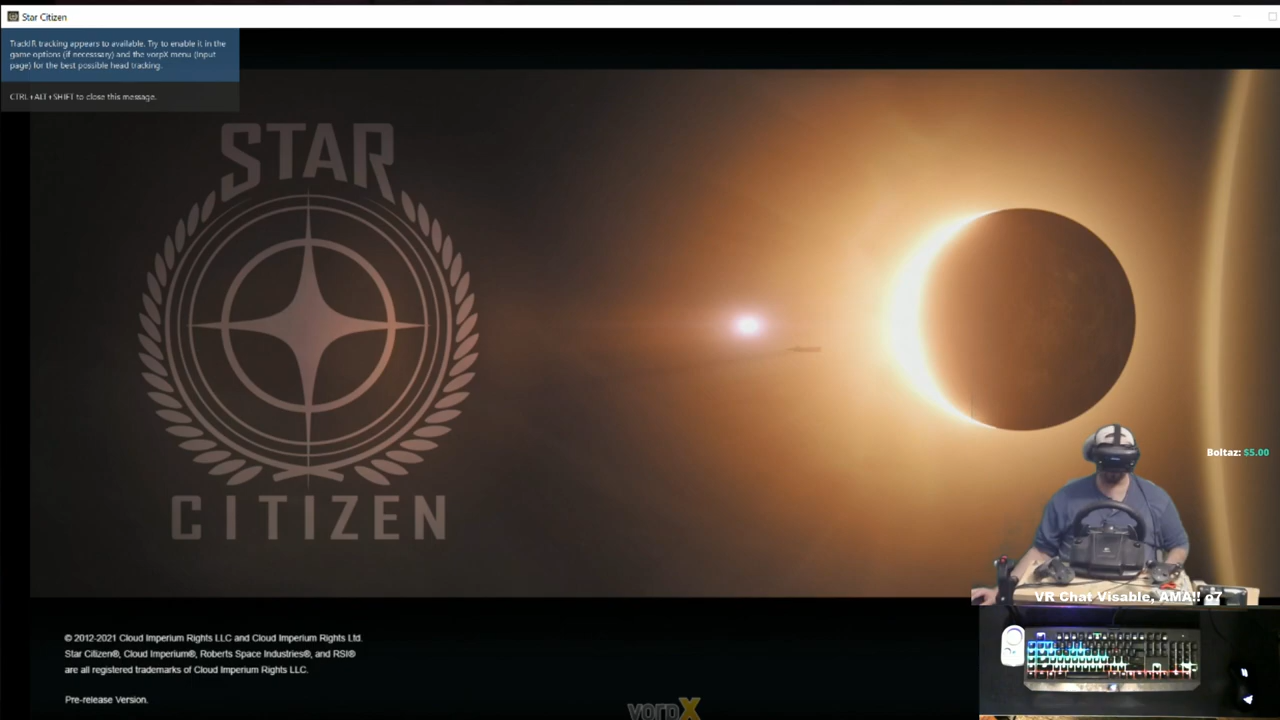 Star Citizen
TrackIR tracking appears to available. Try to enable it in the
game options (if necesssary) and the vorpX menu (Input
page) for the best possible head tracking.
CTRL+ALT+SHIFT to close this message.
STAR
CITIZEN
Boltaz: $5.00
VR Chat Visable, AMA!! o7
© 2012-2021 Cloud Imperium Rights LLC and Cloud Imperium Rights Ltd.
Star Citizen®, Cloud Imperium®, Roberts Space Industries®, and RSI®
are all registered trademarks of Cloud Imperium Rights LLC.
Pre-release Version.
vorpX